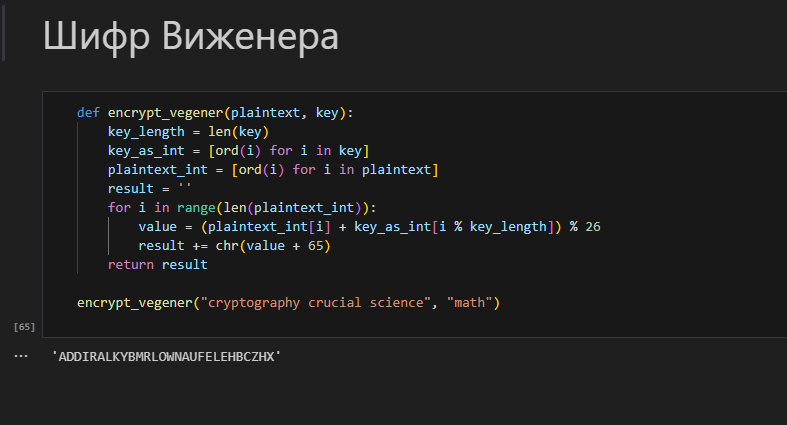 Шифр Виженера
def encrypt_vegener(plaintext, key):
    key_length = len(key)
    key_as_int = [ord(i) for i in key]
    plaintext_int = [ord(i) for i in plaintext]
    result = ''
    for i in range(len(plaintext_int)):
        value = (plaintext_int[i] + key_as_int[i % key_length]) % 26
        result += chr(value + 65)
    return result

encrypt_vegener("cryptography crucial science", "math")
[65]
... 'ADDIRALKYBMRLOWNAUFELEHBCZHX'